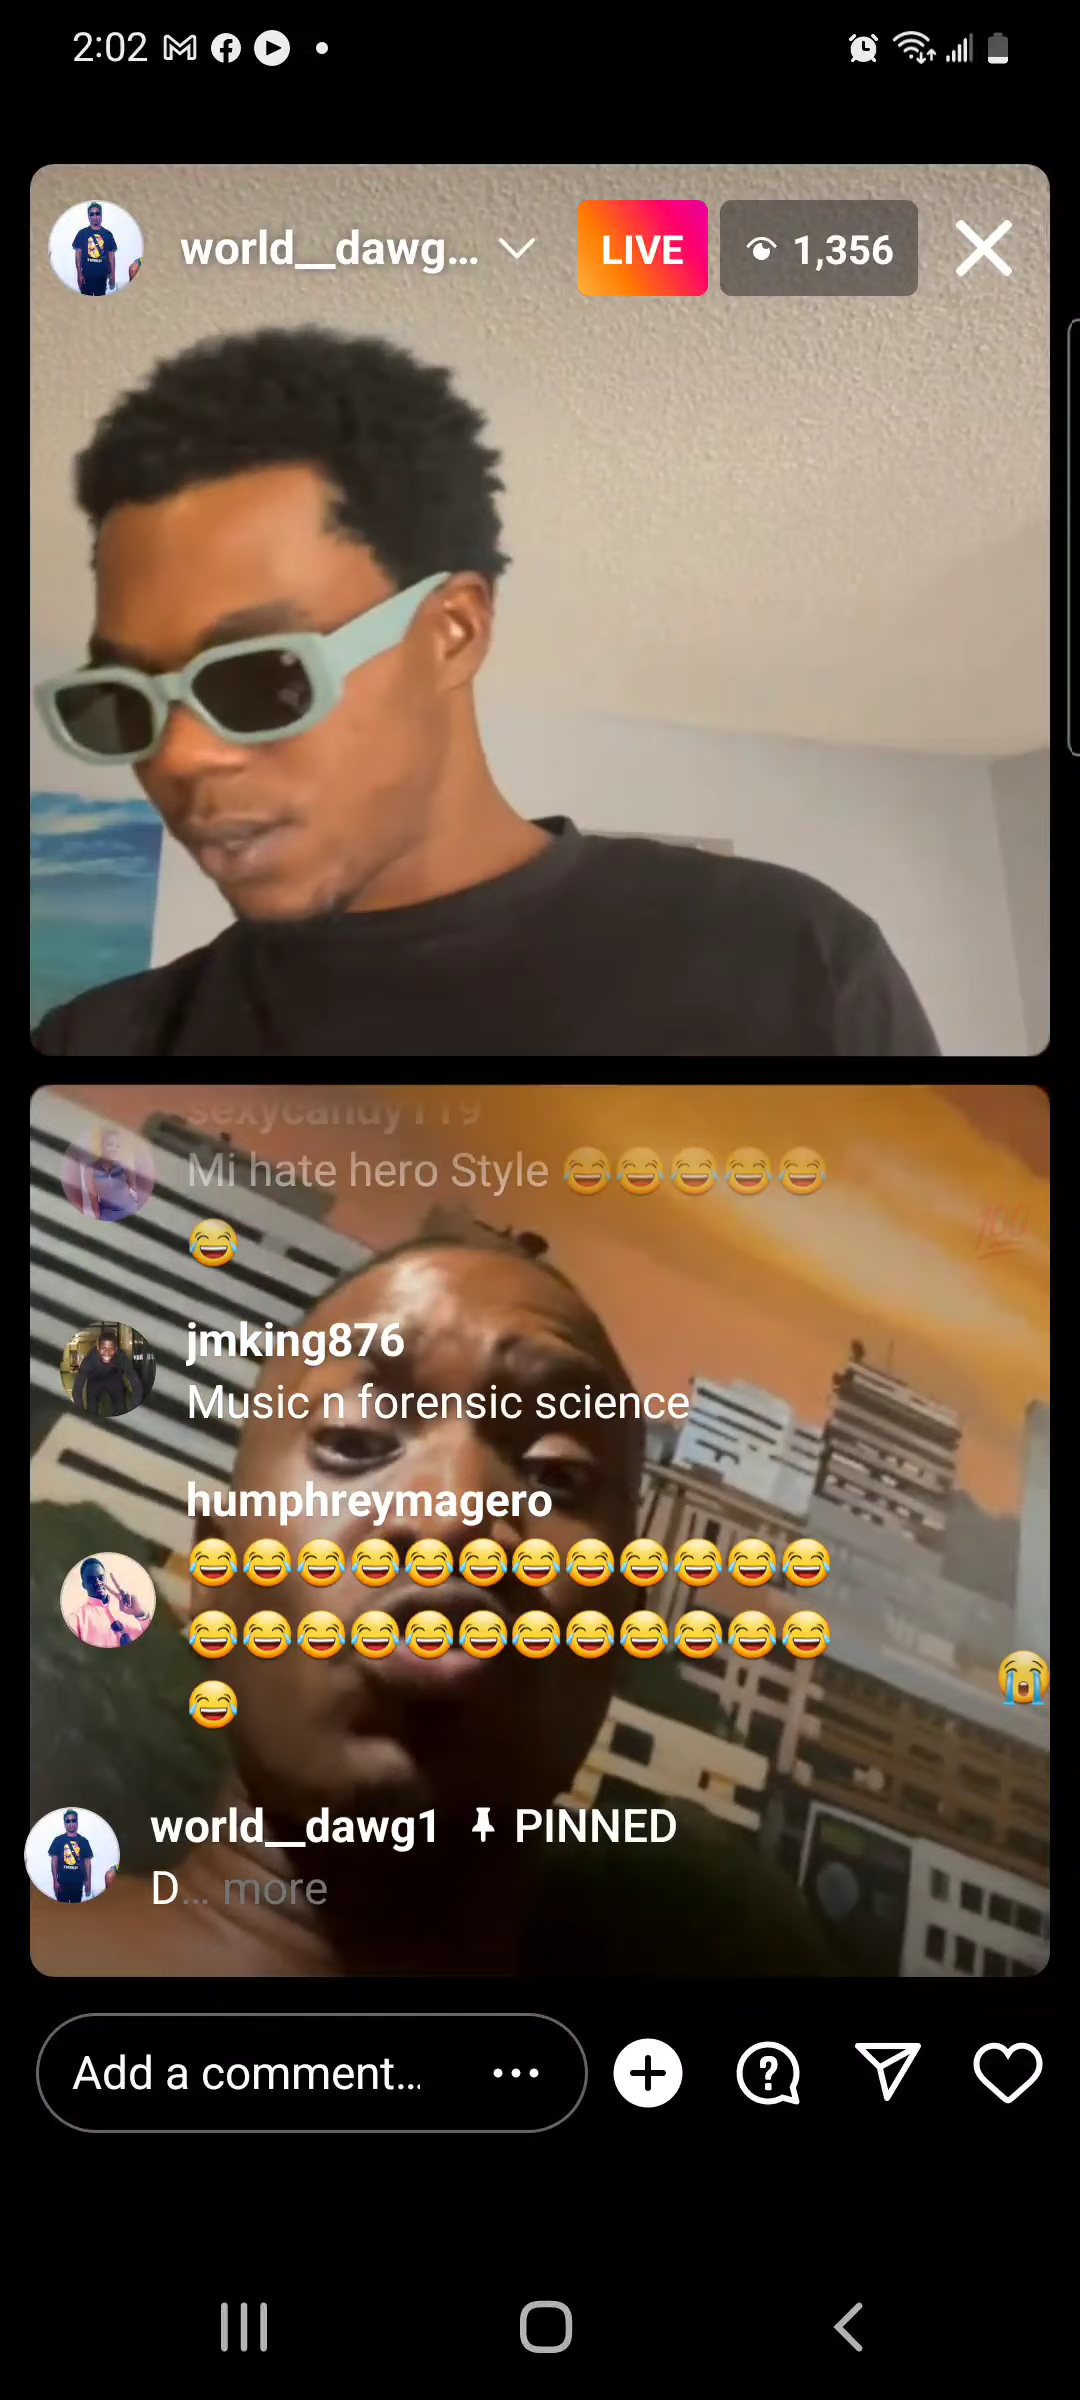 2:02
world__dawg...
LIVE
1,356
sexycandy119
Mi hate hero Style 😂😂😂😂😂
😂
💯
jmking876
Music n forensic science
humphreymagero
😂😂😂😂😂😂😂😂😂😂😂😂
😂😂😂😂😂😂😂😂😂😂😂😂
😂
😭
world__dawg1 PINNED
D... more
Add a comment...